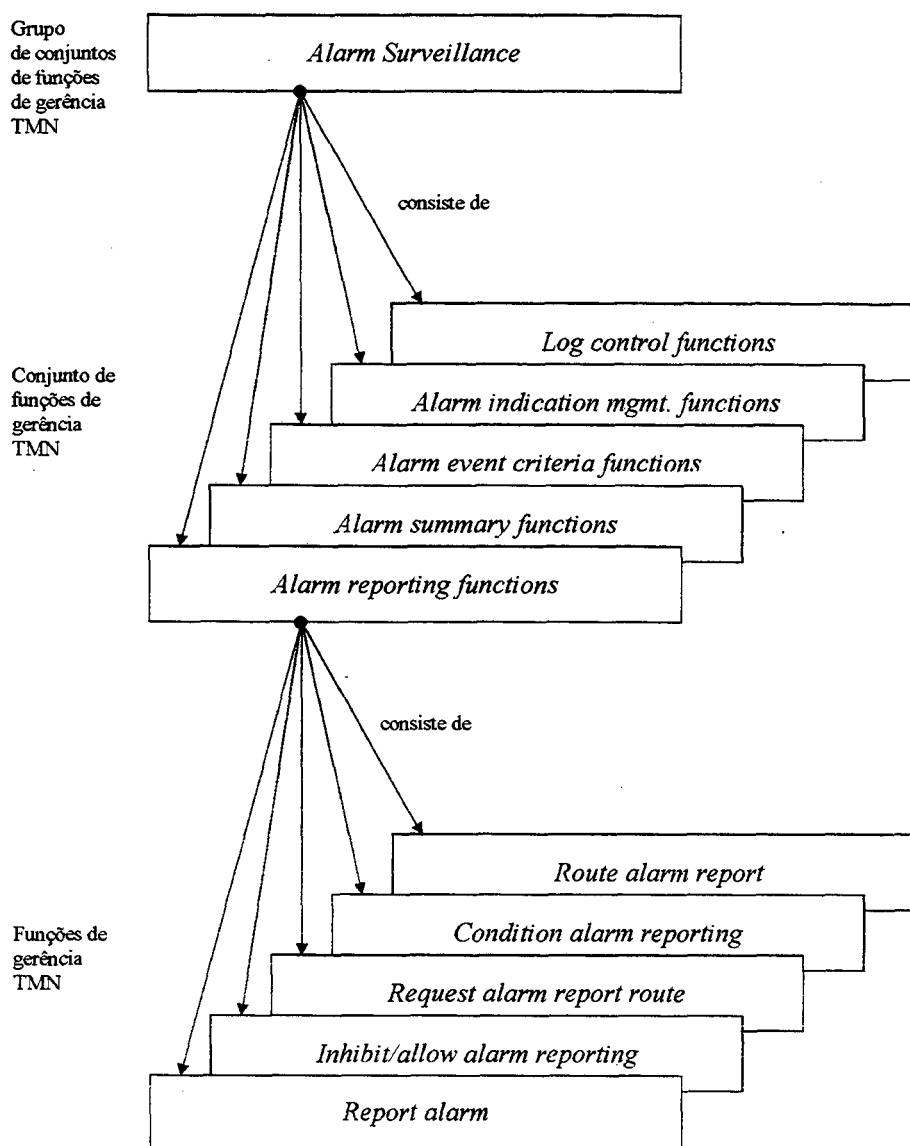 Grupo
de conjuntos
de funções
de gerência
TMN
Alarm Surveillance
consiste de
Log control functions
Conjunto de
funções de
gerência
TMN
Alarm indication mgmt. functions
Alarm event criteria functions
Alarm summary functions
Alarm reporting functions
consiste de
Route alarm report
Condition alarm reporting
Funções de
gerência
TMN
Request alarm report route
Inhibit/allow alarm reporting
Report alarm